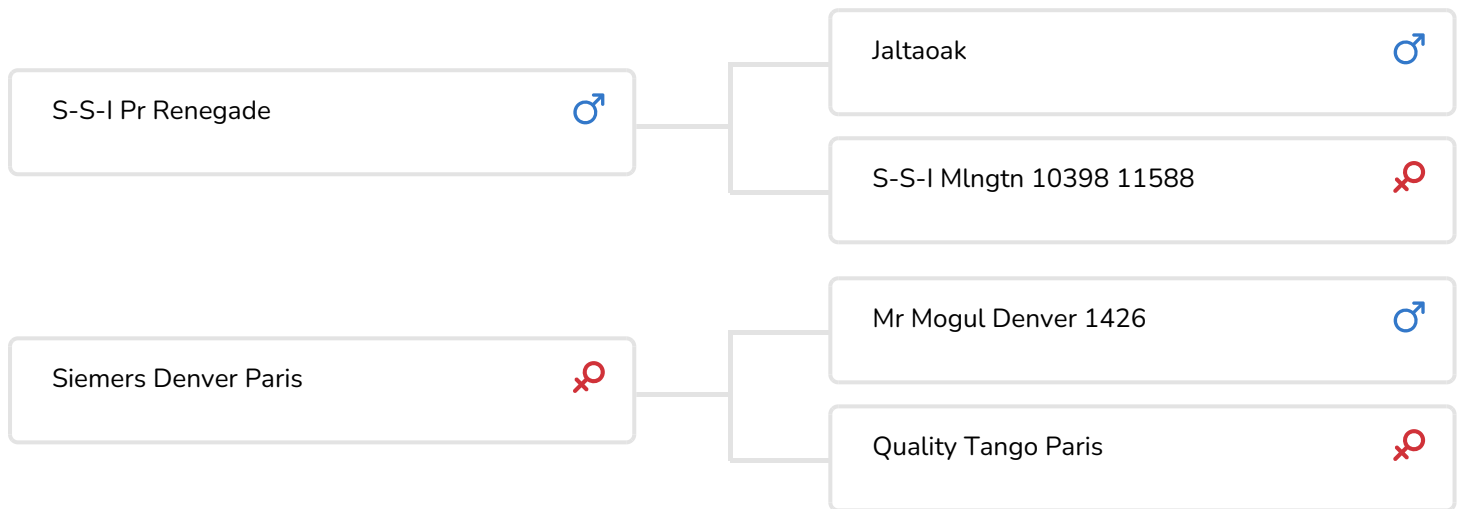 S-S-I Pr Renegade
Jaltaoak
S-S-I Mlngtn 10398 11588
Siemers Denver Paris
Mr Mogul Denver 1426
Quality Tango Paris